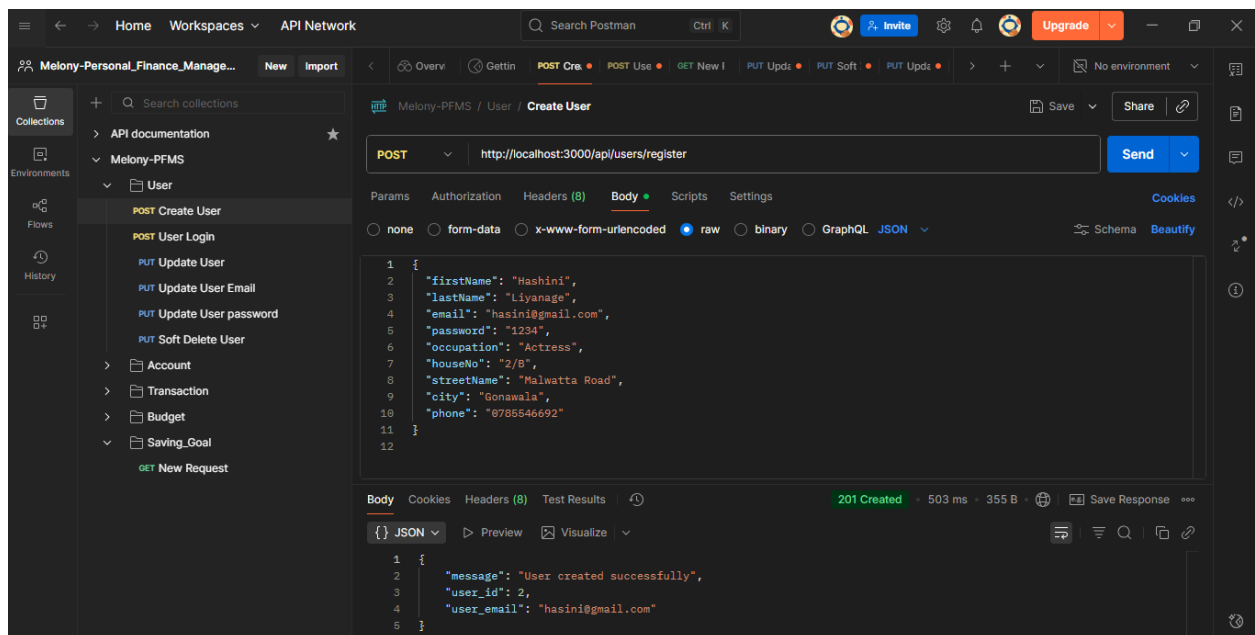 Home Workspaces API Network Search Postman Ctrl K Invite Upgrade
Melony-Personal_Finance_Manage... New Import Overvi Gettin POST Cre. POST Use GET New I PUT Upda PUT Soft PUT Upda No environment
Collections
Environments
Flows
History
Search collections
API documentation
Melony-PFMS
User
POST Create User
POST User Login
PUT Update User
PUT Update User Email
PUT Update User password
PUT Soft Delete User
Account
Transaction
Budget
Saving_Goal
GET New Request
HTTP Melony-PFMS / User / Create User Save Share
POST http://localhost:3000/api/users/register Send
Params Authorization Headers (8) Body Scripts Settings Cookies
none form-data x-www-form-urlencoded raw binary GraphQL JSON Schema Beautify
1 {
2 "firstName": "Hashini",
3 "lastName": "Liyanage",
4 "email": "hasini@gmail.com",
5 "password": "1234",
6 "occupation": "Actress",
7 "houseNo": "2/B",
8 "streetName": "Malwatta Road",
9 "city": "Gonawala",
10 "phone": "0785546692"
11 }
12
Body Cookies Headers (8) Test Results 201 Created 503 ms 355 B Save Response
{} JSON Preview Visualize
1 {
2 "message": "User created successfully",
3 "user_id": 2,
4 "user_email": "hasini@gmail.com"
5 }